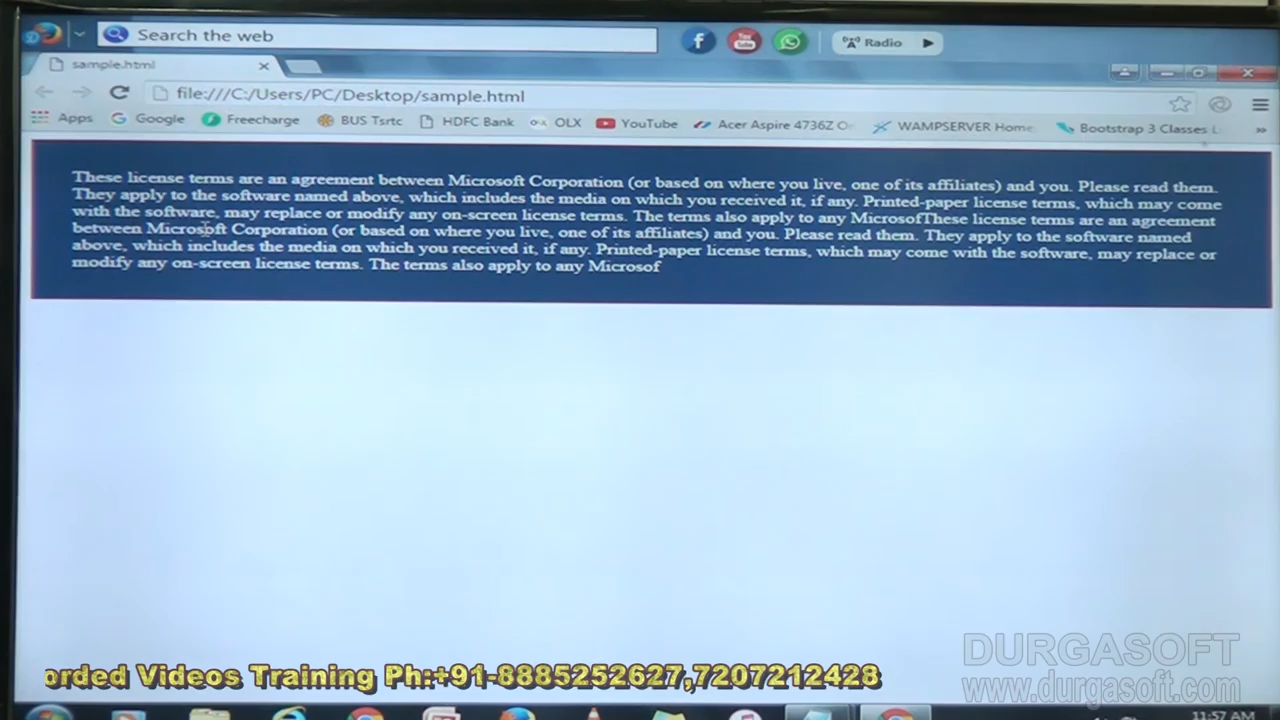 Search the web
Radio
sample.html
file:///C:/Users/PC/Desktop/sample.html
Apps Google Freecharge BUS Tsrtc HDFC Bank OLX YouTube Acer Aspire 4736Z WAMPSERVER Home Bootstrap 3 Classes
These license terms are an agreement between Microsoft Corporation (or based on where you live, one of its affiliates) and you. Please read them.
They apply to the software named above, which includes the media on which you received it, if any. Printed-paper license terms, which may come
with the software, may replace or modify any on-screen license terms. The terms also apply to any MicrosofThese license terms are an agreement
between Microsoft Corporation (or based on where you live, one of its affiliates) and you. Please read them. They apply to the software named
above, which includes the media on which you received it, if any. Printed-paper license terms, which may come with the software, may replace or
modify any on-screen license terms. The terms also apply to any Microsof
DURGASOFT
orded Videos Training Ph:+91-8885252627,7207212428
www.durgasoft.com
11:57 AM